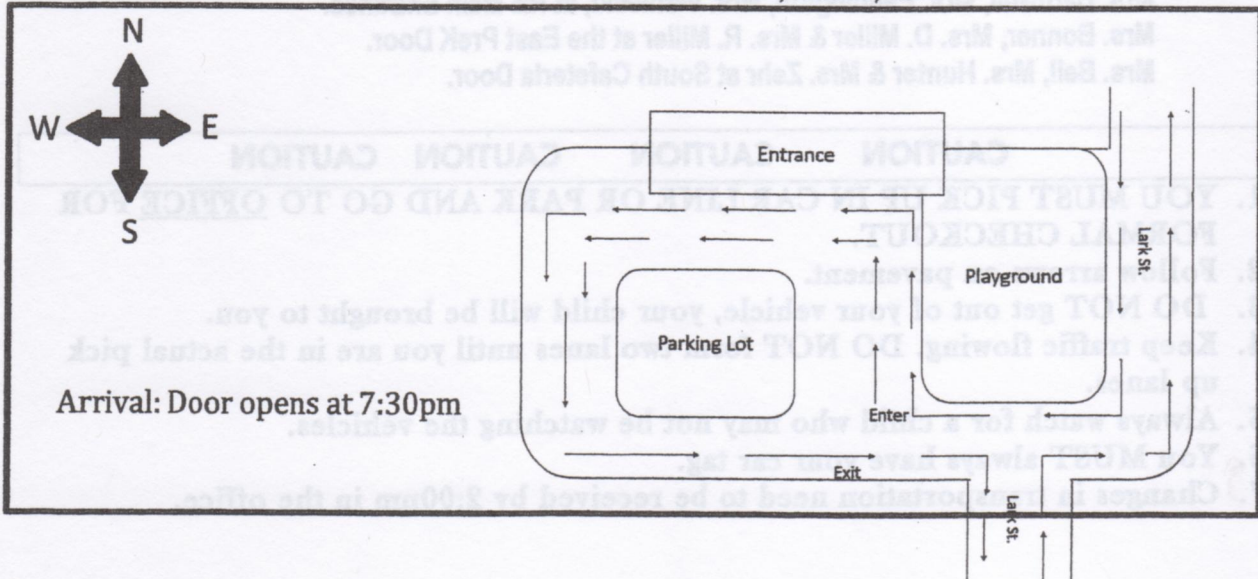 Mrs. Bonner, Mrs. D. Miller & Mrs. R. Miller at the East PreK Door.
Mrs. Bell, Mrs. Hunter & Mrs. Zehr at South Cafeteria Door.
CAUTION CAUTION CAUTION CAUTION
YOU MUST PICK UP IN CAR LINE OR PARK AND GO TO OFFICE FOR
FORMAL CHECKOUT.
Follow arrows on pavement.
DO NOT get out of your vehicle, your child will be brought to you.
Keep traffic flowing. DO NOT form two lanes until you are in the actual pick
up lanes.
Always watch for a child who may not be watching the vehicles.
You MUST always have your car tag.
Changes in transportation need to be received by 2:00pm in the office.
N
W E
S
Entrance
Lark St.
Playground
Parking Lot
Arrival: Door opens at 7:30pm
Enter
Exit
Lark St.